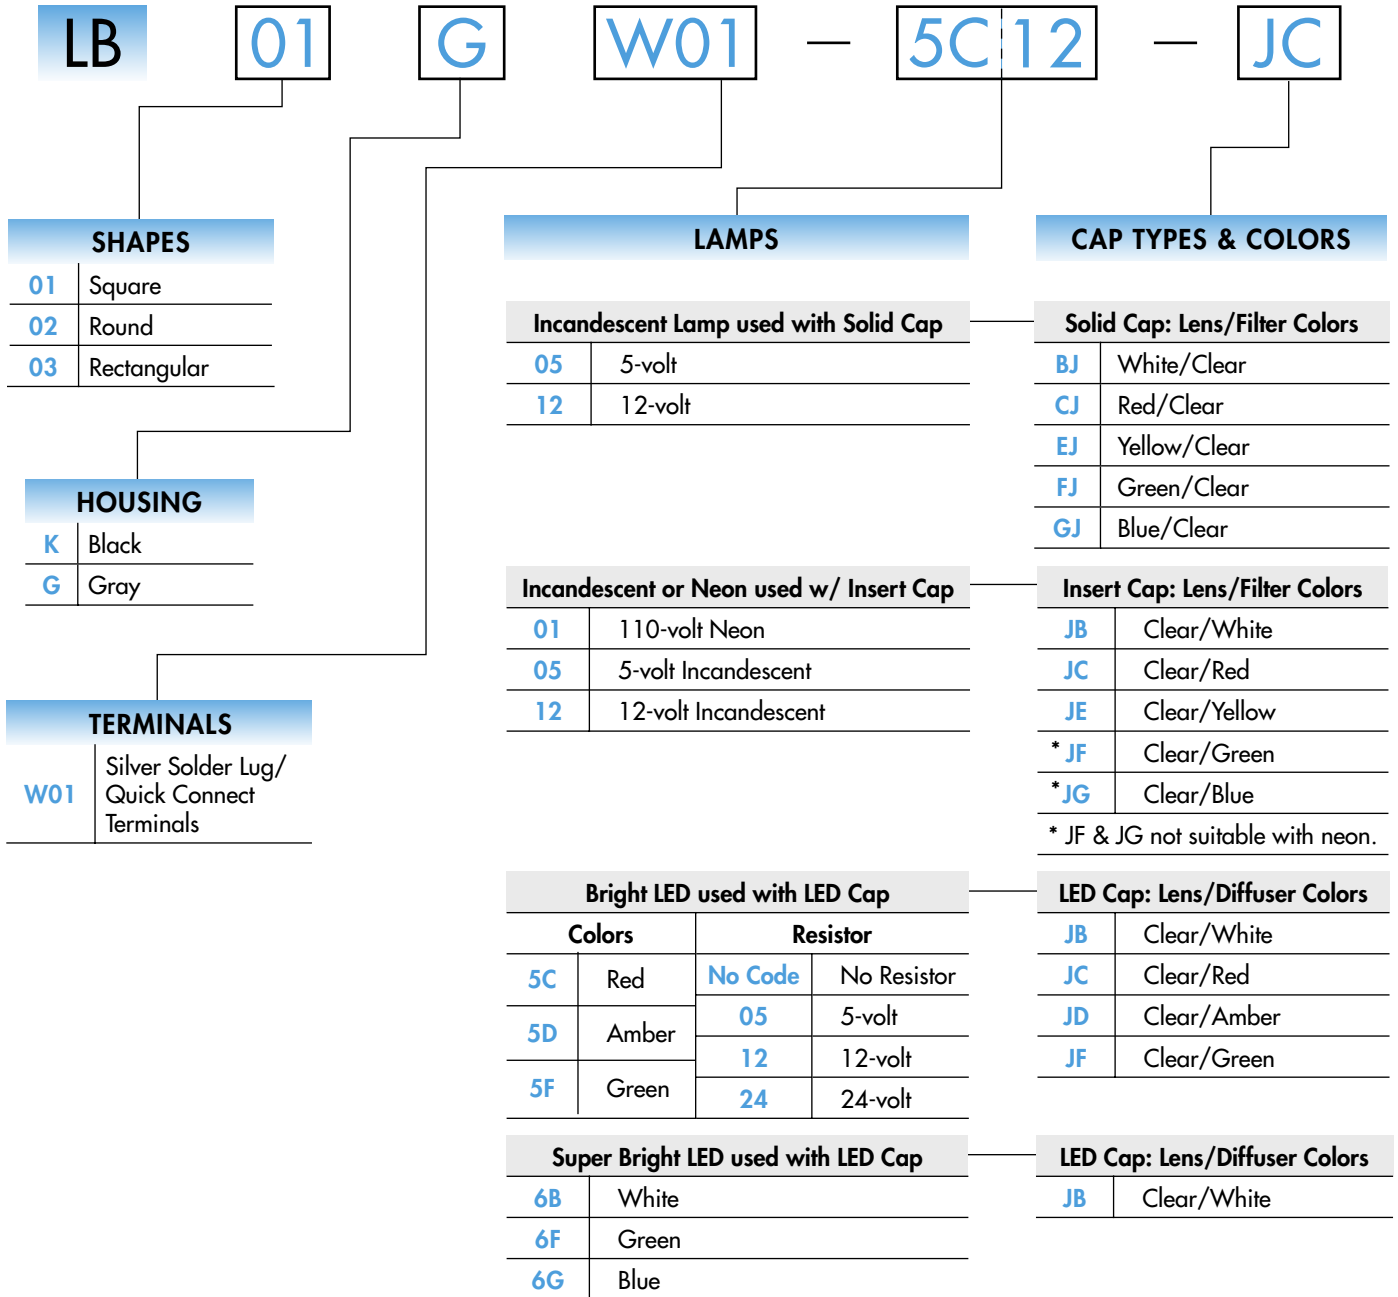 LB 01 G W01 — 5C12 — JC
SHAPES
01 Square
02 Round
03 Rectangular
HOUSING
K Black
G Gray
TERMINALS
W01 Silver Solder Lug/
Quick Connect
Terminals
LAMPS
Incandescent Lamp used with Solid Cap
05 5-volt
12 12-volt
Incandescent or Neon used w/ Insert Cap
01 110-volt Neon
05 5-volt Incandescent
12 12-volt Incandescent
Bright LED used with LED Cap
Colors Resistor
5C Red
5D Amber
5F Green
No Code No Resistor
05 5-volt
12 12-volt
24 24-volt
Super Bright LED used with LED Cap
6B White
6F Green
6G Blue
CAP TYPES & COLORS
Solid Cap: Lens/Filter Colors
BJ White/Clear
CJ Red/Clear
EJ Yellow/Clear
FJ Green/Clear
GJ Blue/Clear
Insert Cap: Lens/Filter Colors
JB Clear/White
JC Clear/Red
JE Clear/Yellow
* JF Clear/Green
* JG Clear/Blue
* JF & JG not suitable with neon.
LED Cap: Lens/Diffuser Colors
JB Clear/White
JC Clear/Red
JD Clear/Amber
JF Clear/Green
LED Cap: Lens/Diffuser Colors
JB Clear/White